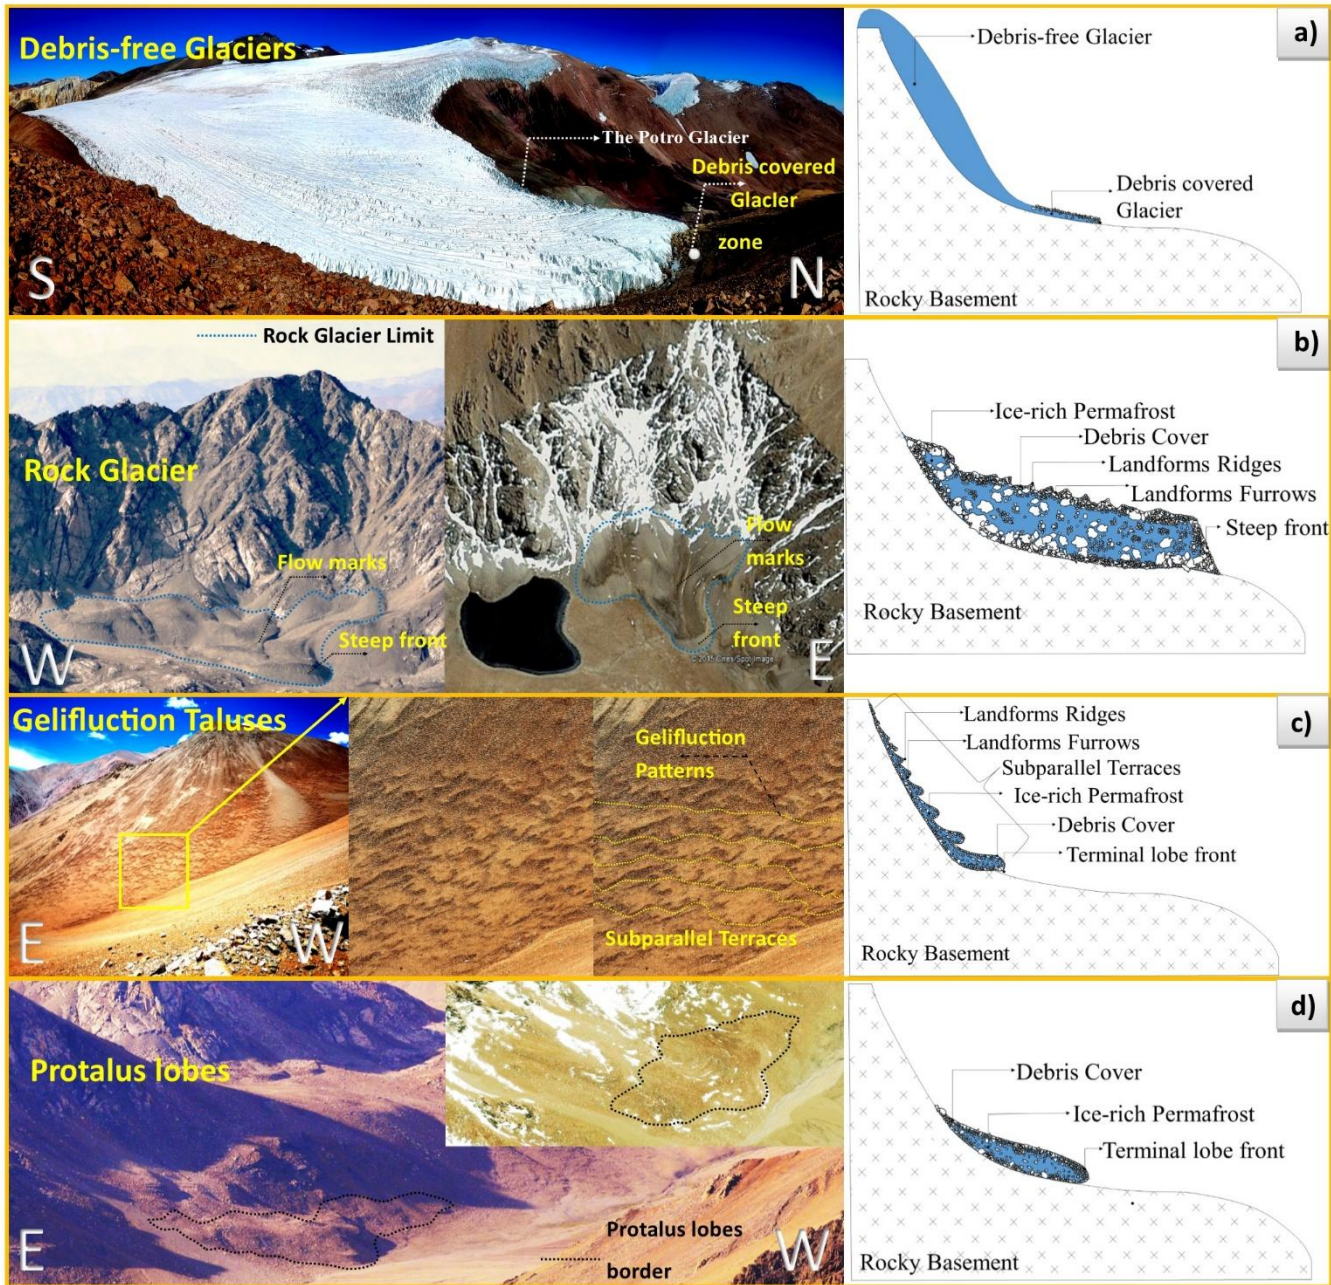 Debris-free Glaciers
The Potro Glacier
Debris covered
Glacier
zone
S
N
a)
Debris-free Glacier
Debris covered
Glacier
Rocky Basement
Rock Glacier Limit
Rock Glacier
Flow marks
Steep front
W
Flow
marks
Steep
front
E
b)
Ice-rich Permafrost
Debris Cover
Landforms Ridges
Landforms Furrows
Steep front
Rocky Basement
Gelifluction Taluses
E
W
Gelifluction
Patterns
Subparallel Terraces
c)
Landforms Ridges
Landforms Furrows
Subparallel Terraces
Ice-rich Permafrost
Debris Cover
Terminal lobe front
Rocky Basement
Protalus lobes
E
Protalus lobes
border
W
d)
Debris Cover
Ice-rich Permafrost
Terminal lobe front
Rocky Basement